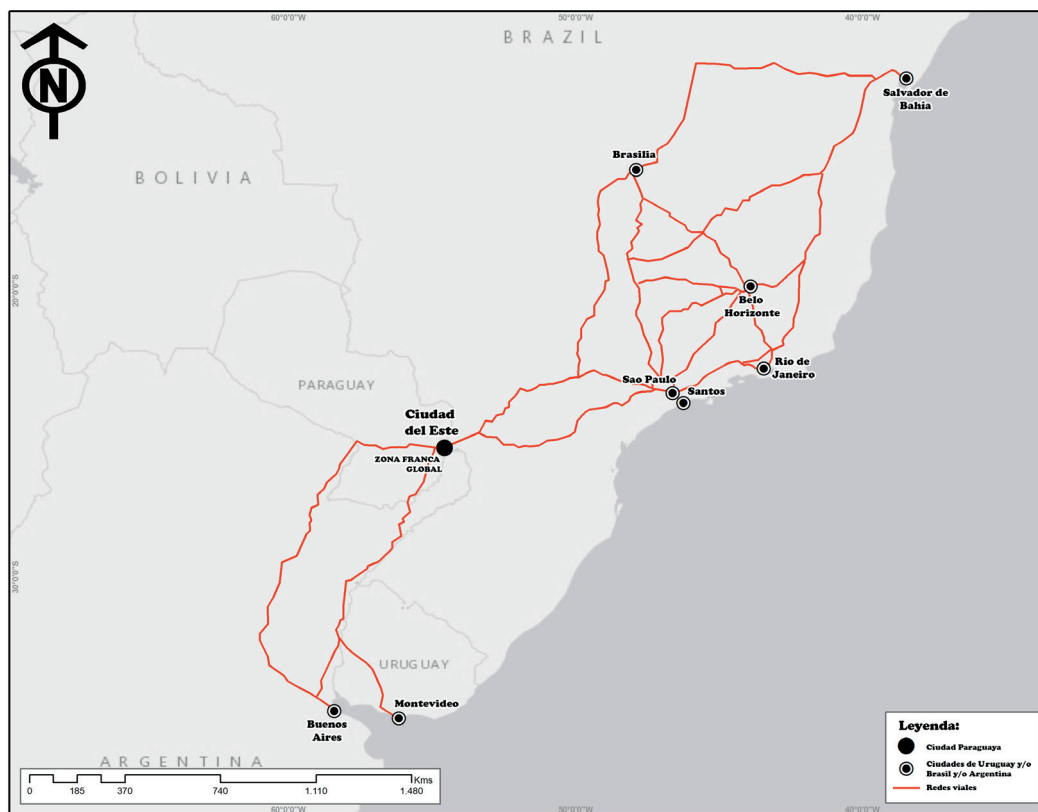 60°0'0"W
50°0'0"W
40°0'0"W
N
BRAZIL
Salvador de
Bahia
Brasilia
BOLIVIA
20°0'0"S
Belo
Horizonte
Rio de
Janeiro
Sao Paulo
Santos
PARAGUAY
Ciudad
del Este
ZONA FRANCA
GLOBAL
30°0'0"S
URUGUAY
Montevideo
Buenos
Aires
ARGENTINA
Leyenda:
Ciudad Paraguaya
Ciudades de Uruguay y/o
Brasil y/o Argentina
Redes viales
Kms
0 185 370 740 1.110 1.480
60°0'0"W
50°0'0"W
40°0'0"W